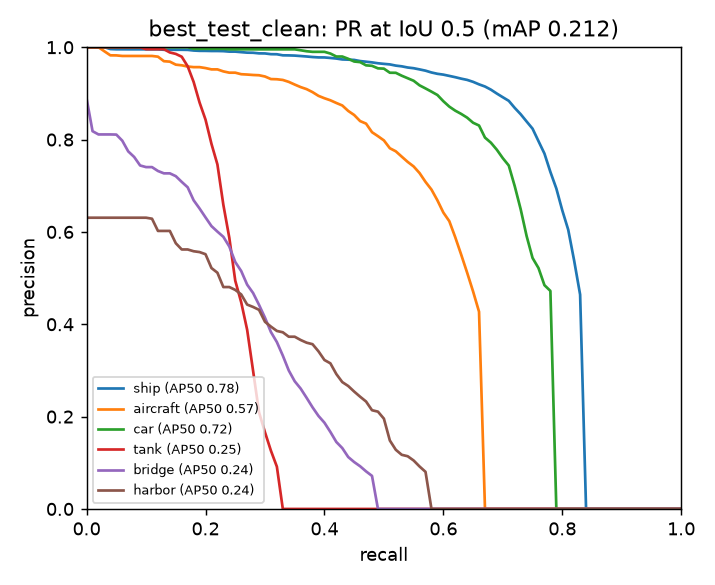 best_test_clean: PR at IoU 0.5 (mAP 0.212)
precision
1.0
0.8
0.6
0.4
0.2
0.0
ship (AP50 0.78)
aircraft (AP50 0.57)
car (AP50 0.72)
tank (AP50 0.25)
bridge (AP50 0.24)
harbor (AP50 0.24)
0.0 0.2 0.4 0.6 0.8 1.0
recall